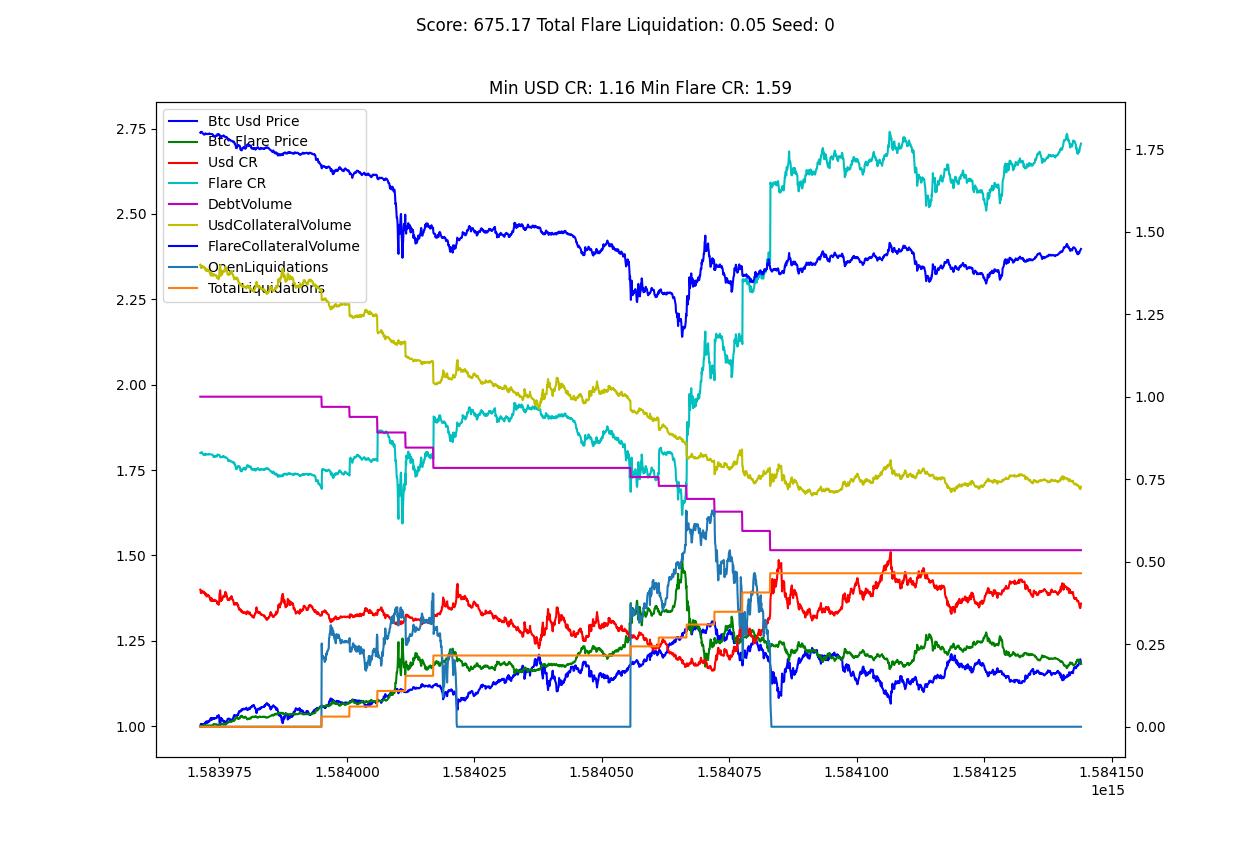 Score: 675.17 Total Flare Liquidation: 0.05 Seed: 0
Min USD CR: 1.16 Min Flare CR: 1.59
Btc Usd Price
Btc Flare Price
Usd CR
Flare CR
DebtVolume
UsdCollateralVolume
FlareCollateralVolume
OpenLiquidations
TotalLiquidations
2.75
2.50
2.25
2.00
1.75
1.50
1.25
1.00
1.75
1.50
1.25
1.00
0.75
0.50
0.25
0.00
1.583975 1.584000 1.584025 1.584050 1.584075 1.584100 1.584125 1.584150
1e15